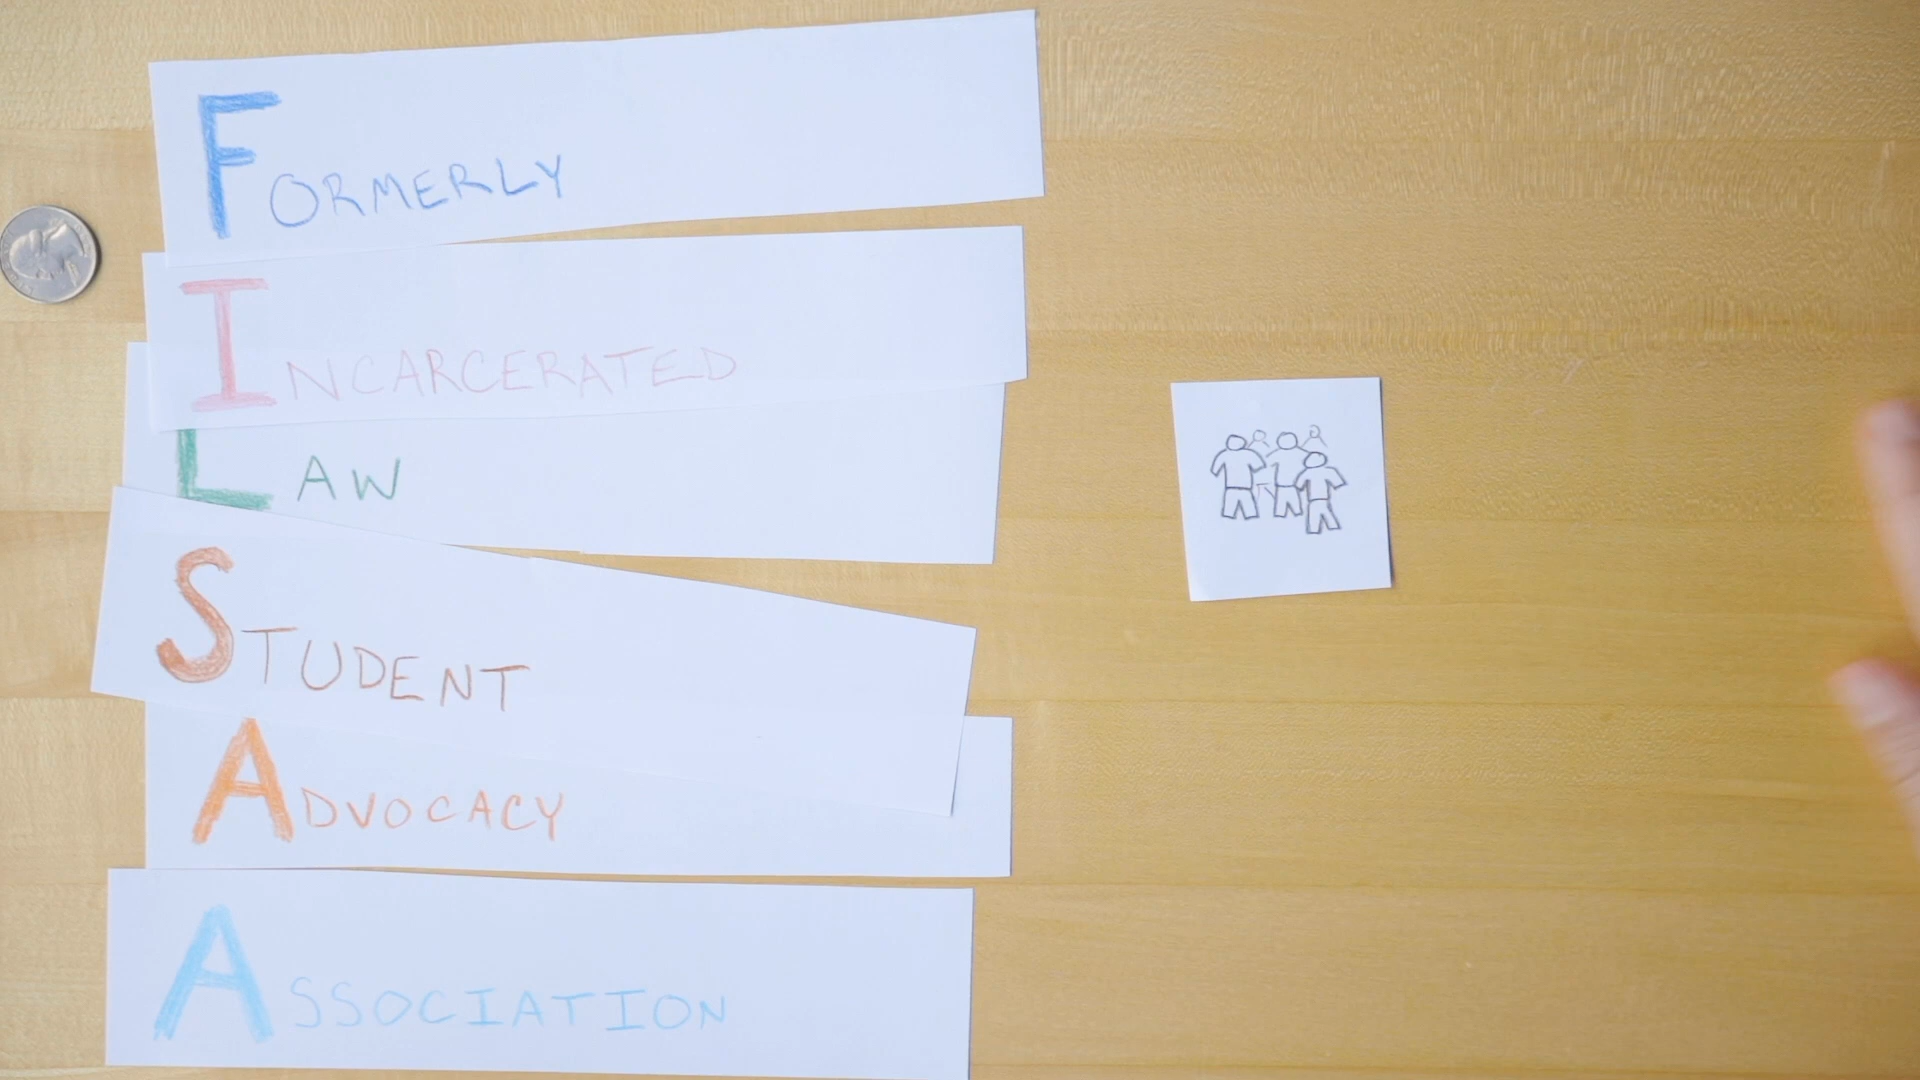 FORMERLY
INCARCERATED
LAW
STUDENT
ADVOCACY
ASSOCIATION